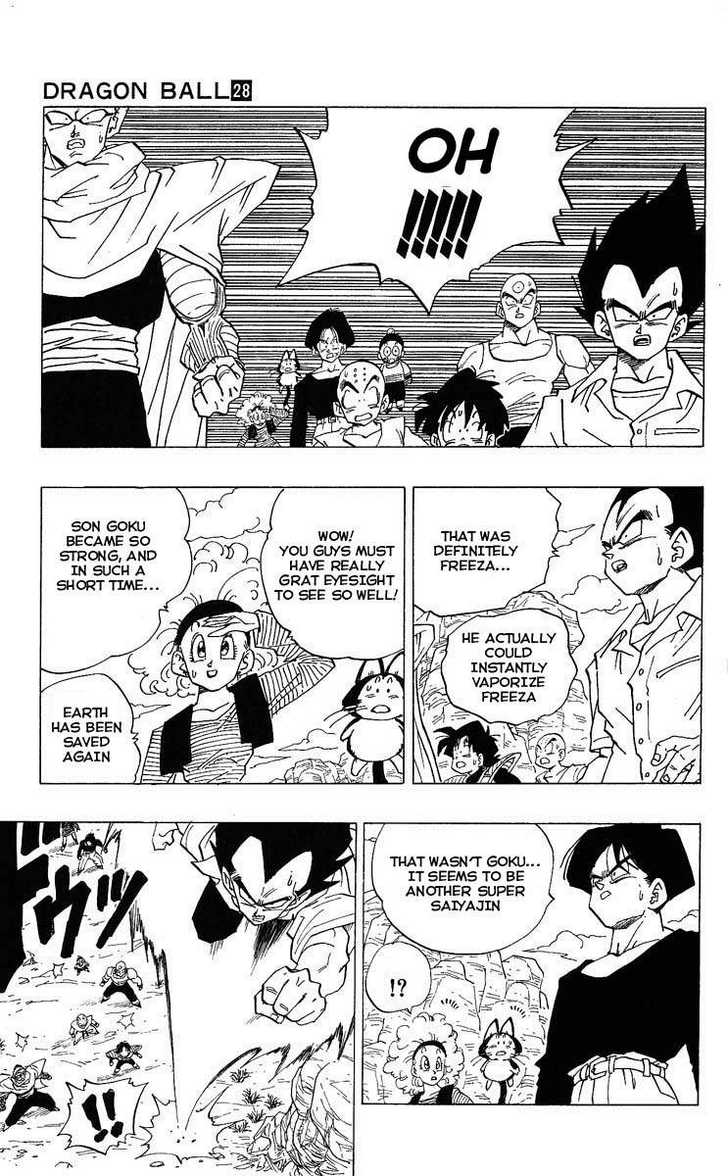 DRAGON BALL 28
OH
!!!!!
THAT WAS
DEFINITELY
FREEZA...
HE ACTUALLY
COULD
INSTANTLY
VAPORIZE
FREEZA
WOW!
YOU GUYS MUST
HAVE REALLY
GRAT EYESIGHT
TO SEE SO WELL!
SON GOKU
BECAME SO
STRONG, AND
IN SUCH A
SHORT TIME...
EARTH
HAS BEEN
SAVED
AGAIN
THAT WASN'T GOKU...
IT SEEMS TO BE
ANOTHER SUPER
SAIYAJIN
!?
!!